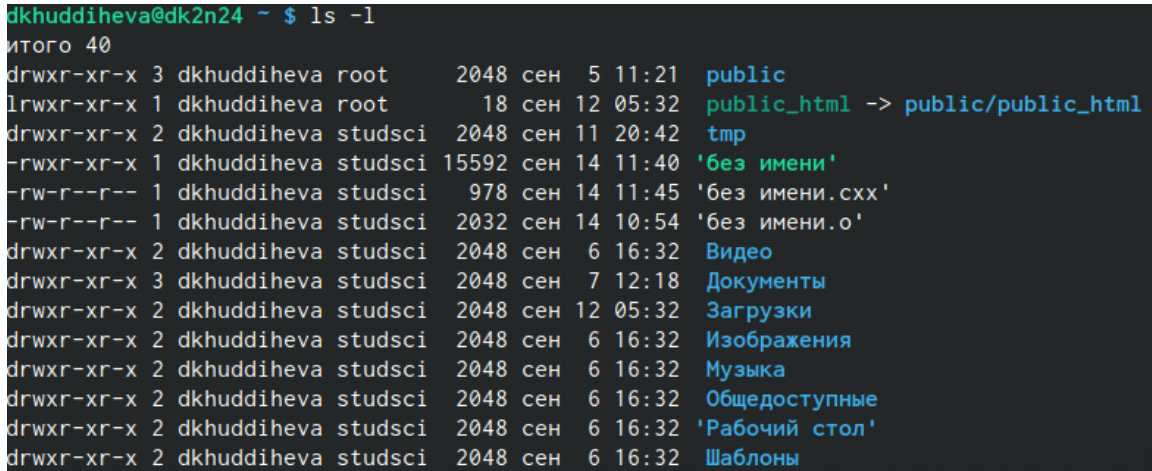 dkhuddiheva@dk2n24 ~ $ ls -l
итого 40
drwxr-xr-x 3 dkhuddiheva root     2048 сен  5 11:21  public
lrwxr-xr-x 1 dkhuddiheva root       18 сен 12 05:32  public_html -> public/public_html
drwxr-xr-x 2 dkhuddiheva studsci  2048 сен 11 20:42  tmp
-rwxr-xr-x 1 dkhuddiheva studsci 15592 сен 14 11:40 'без имени'
-rw-r--r-- 1 dkhuddiheva studsci   978 сен 14 11:45 'без имени.cxx'
-rw-r--r-- 1 dkhuddiheva studsci  2032 сен 14 10:54 'без имени.o'
drwxr-xr-x 2 dkhuddiheva studsci  2048 сен  6 16:32  Видео
drwxr-xr-x 3 dkhuddiheva studsci  2048 сен  7 12:18  Документы
drwxr-xr-x 2 dkhuddiheva studsci  2048 сен 12 05:32  Загрузки
drwxr-xr-x 2 dkhuddiheva studsci  2048 сен  6 16:32  Изображения
drwxr-xr-x 2 dkhuddiheva studsci  2048 сен  6 16:32  Музыка
drwxr-xr-x 2 dkhuddiheva studsci  2048 сен  6 16:32  Общедоступные
drwxr-xr-x 2 dkhuddiheva studsci  2048 сен  6 16:32 'Рабочий стол'
drwxr-xr-x 2 dkhuddiheva studsci  2048 сен  6 16:32  Шаблоны